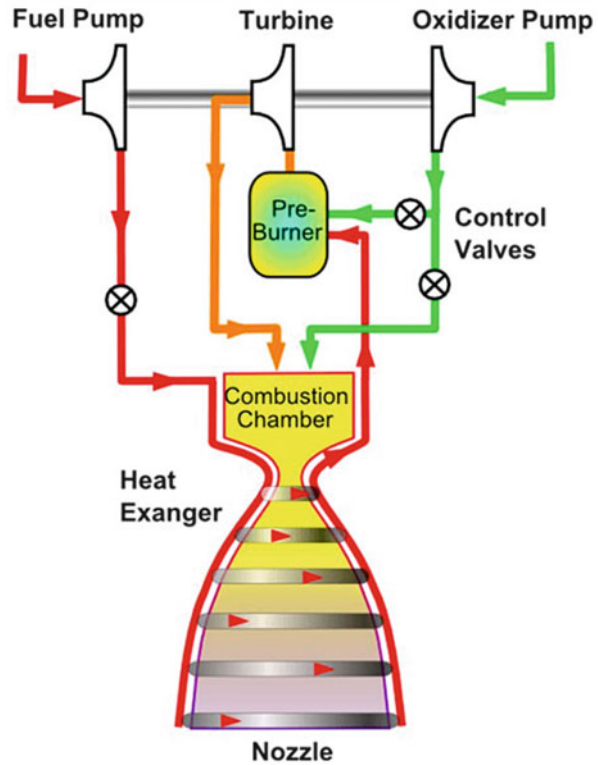 Fuel Pump
Turbine
Oxidizer Pump
Pre-
Burner
Control
Valves
Combustion
Chamber
Heat
Exanger
Nozzle